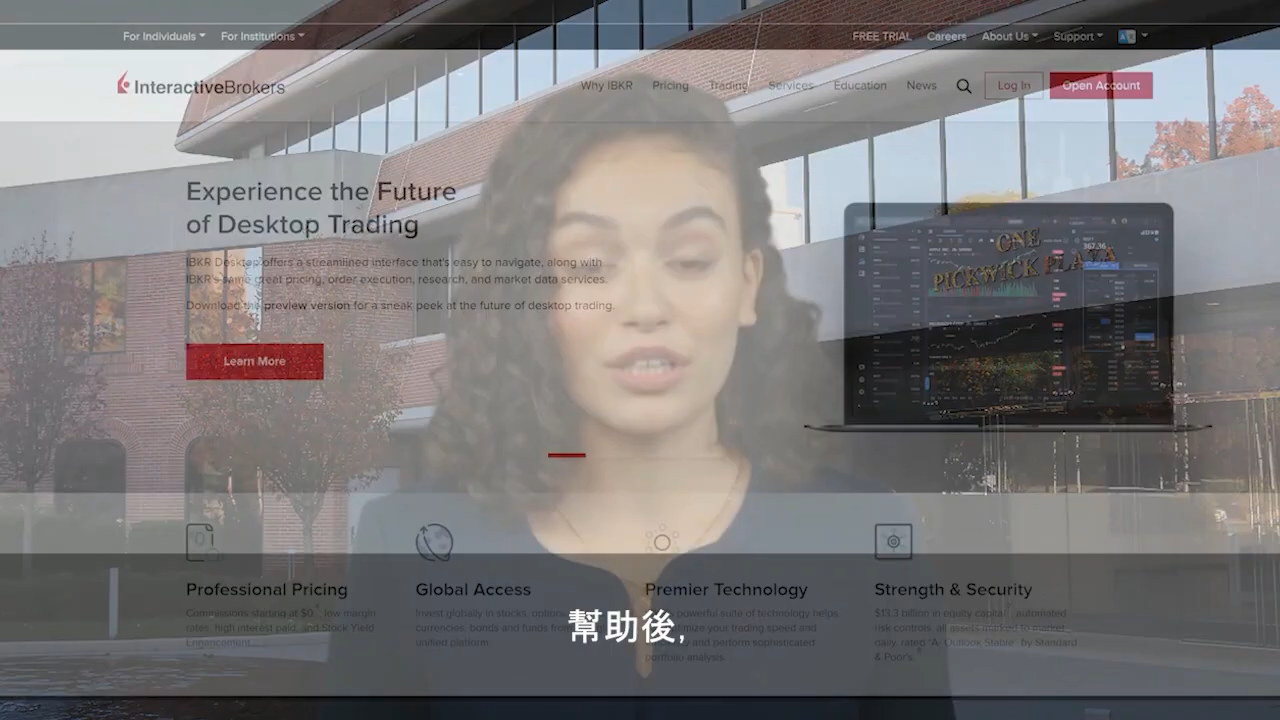 For Individuals
For Institutions
FREE TRIAL
Careers
About Us
Support
InteractiveBrokers
Why IBKR
Pricing
Trading
Services
Education
News
Log In
Open Account
Experience the Future
of Desktop Trading
IBKR Desktop offers a streamlined interface that's easy to navigate, along with
IBKR's same great pricing, order execution, research, and market data services.
Download the preview version for a sneak peek at the future of desktop trading.
Learn More
ONE
PICKWICK PLAZA
367.36
Professional Pricing
Commissions starting at $0, low margin
rates, high interest paid, and Stock Yield
Enhancement
Global Access
Invest globally in stocks, options,
currencies, bonds and funds from
unified platform.
Premier Technology
powerful suite of technology helps
your trading speed and
and perform sophisticated
portfolio analysis.
Strength & Security
$13.3 billion in equity capital, automated
risk controls, all assets marked to market
daily, rated 'A- Outlook Stable' by Standard
& Poor's.
幫助後,